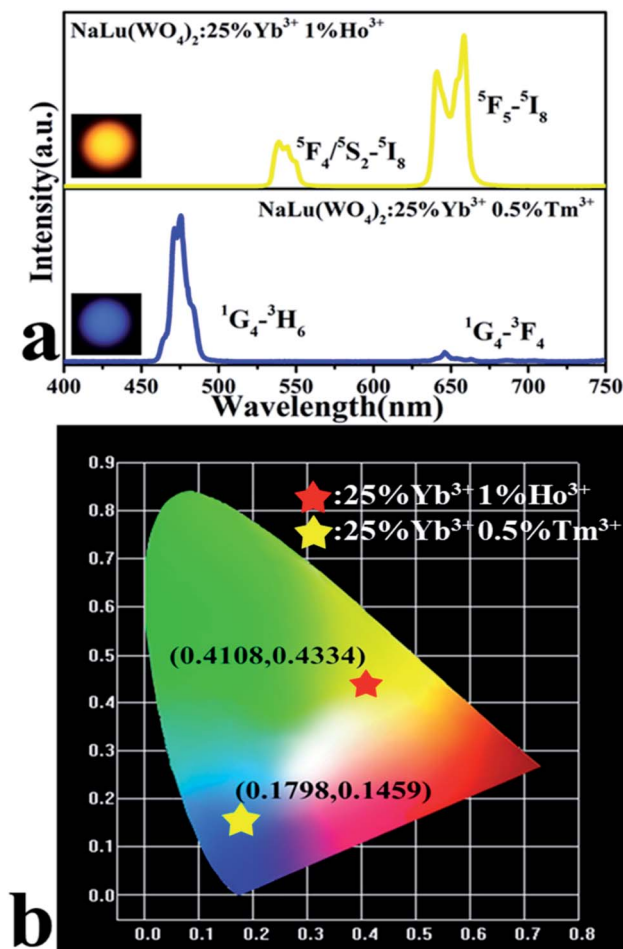 NaLu(WO₄)₂:25%Yb³⁺ 1%Ho³⁺
⁵F₅-⁵I₈
⁵F₄/⁵S₂-⁵I₈
NaLu(WO₄)₂:25%Yb³⁺ 0.5%Tm³⁺
¹G₄-³H₆
¹G₄-³F₄
Intensity(a.u.)
a
400 450 500 550 600 650 700 750
Wavelength(nm)
:25%Yb³⁺ 1%Ho³⁺
:25%Yb³⁺ 0.5%Tm³⁺
(0.4108,0.4334)
(0.1798,0.1459)
0.9
0.8
0.7
0.6
0.5
0.4
0.3
0.2
0.1
0.0
0.0 0.1 0.2 0.3 0.4 0.5 0.6 0.7 0.8
b